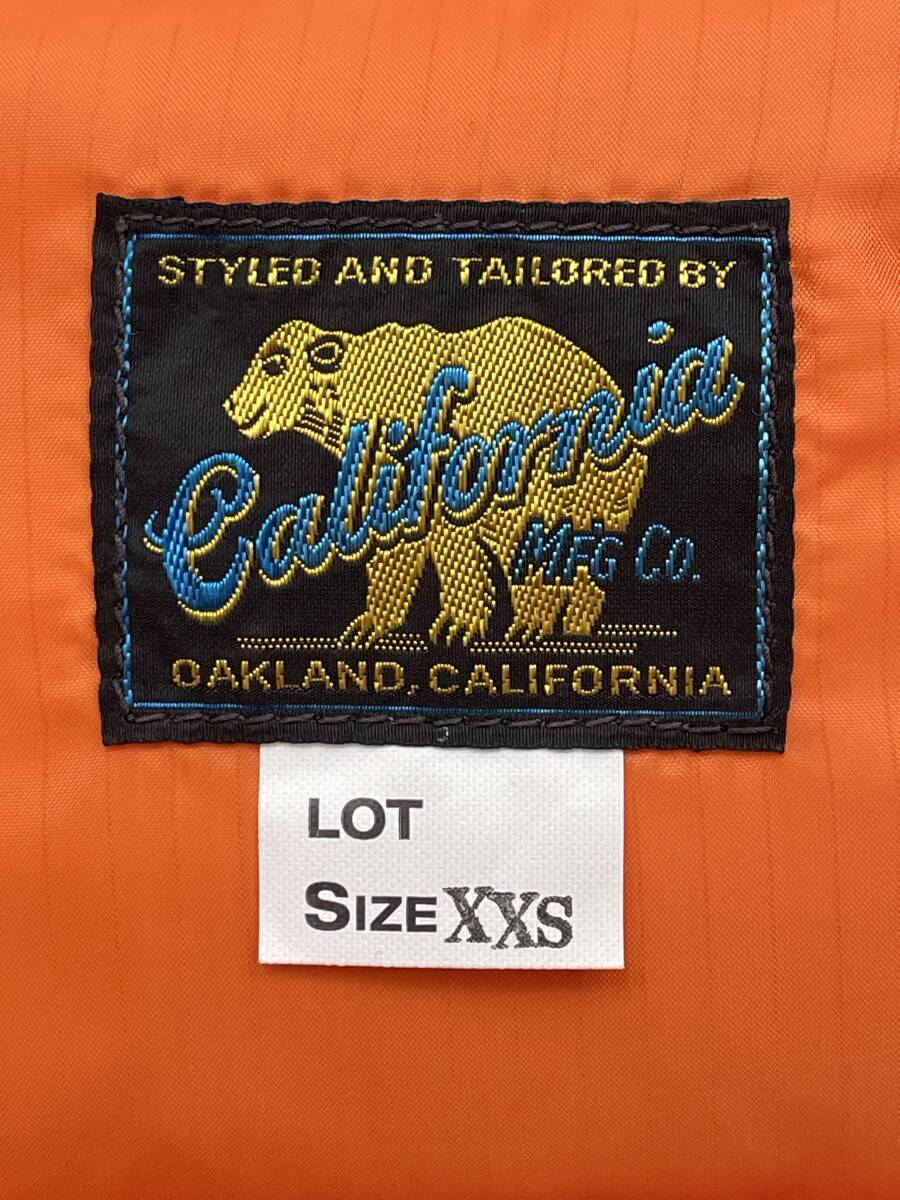 STYLED AND TAILORED BY
California
MFG CO.
OAKLAND, CALIFORNIA
LOT
SIZE XXS